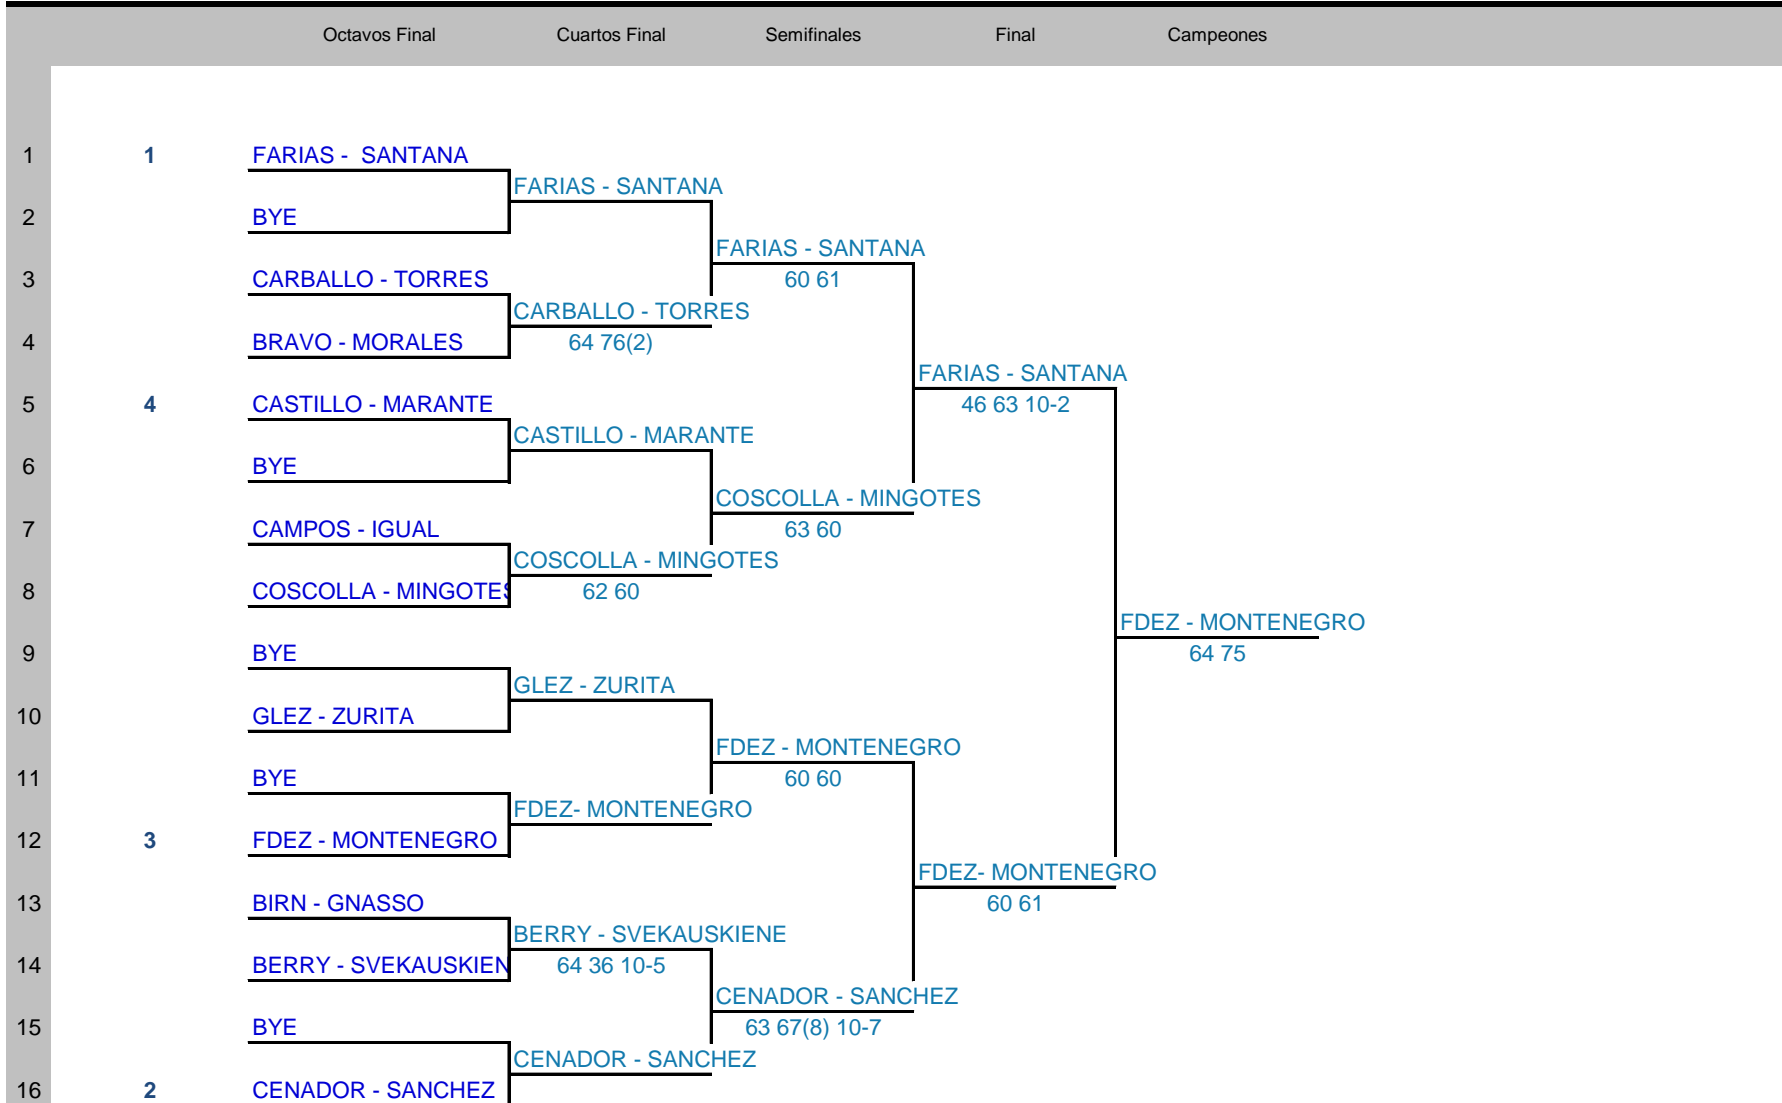 Octavos Final Cuartos Final Semifinales Final Campeones
1 1 FARIAS - SANTANA
FARIAS - SANTANA
2 BYE
FARIAS - SANTANA
3 CARBALLO - TORRES 60 61
CARBALLO - TORRES
4 BRAVO - MORALES 64 76(2)
FARIAS - SANTANA
5 4 CASTILLO - MARANTE 46 63 10-2
CASTILLO - MARANTE
6 BYE
COSCOLLA - MINGOTES
7 CAMPOS - IGUAL 63 60
COSCOLLA - MINGOTES
8 COSCOLLA - MINGOTES 62 60
FDEZ - MONTENEGRO
9 BYE 64 75
GLEZ - ZURITA
10 GLEZ - ZURITA
FDEZ - MONTENEGRO
11 BYE 60 60
FDEZ- MONTENEGRO
12 3 FDEZ - MONTENEGRO
FDEZ- MONTENEGRO
13 BIRN - GNASSO 60 61
BERRY - SVEKAUSKIENE
14 BERRY - SVEKAUSKIEN 64 36 10-5
CENADOR - SANCHEZ
15 BYE 63 67(8) 10-7
CENADOR - SANCHEZ
16 2 CENADOR - SANCHEZ